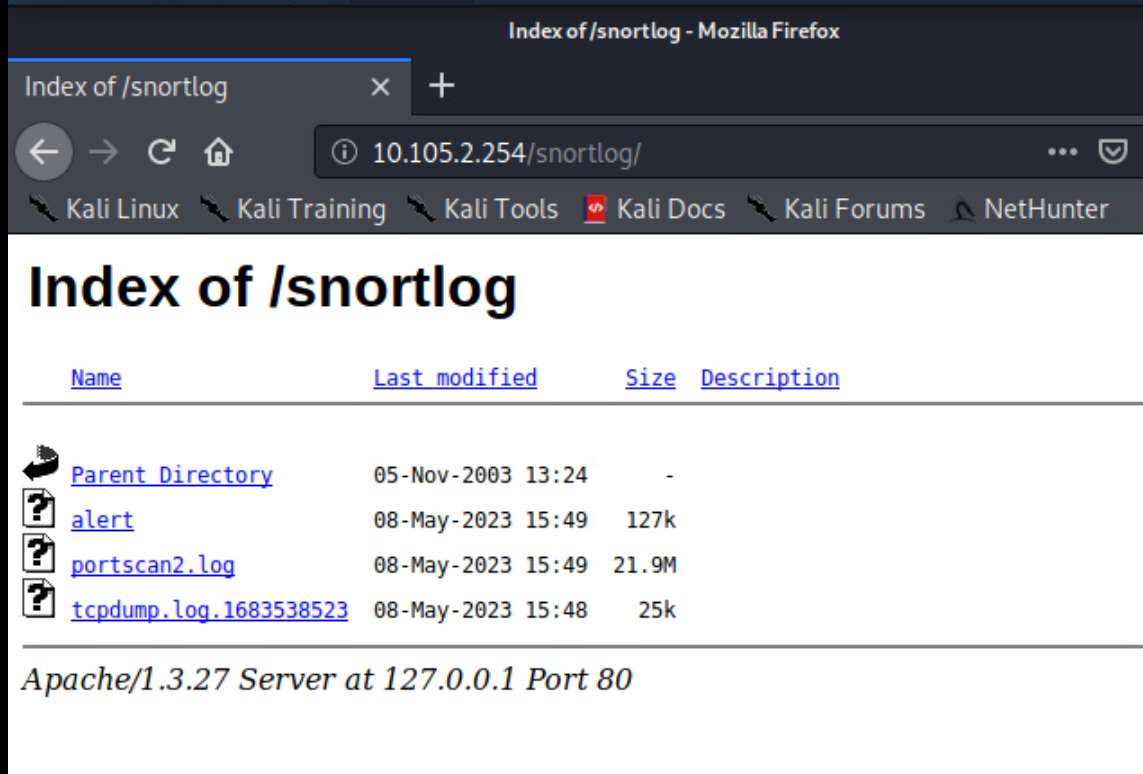 Index of /snortlog - Mozilla Firefox
Index of /snortlog
10.105.2.254/snortlog/
Kali Linux Kali Training Kali Tools Kali Docs Kali Forums NetHunter
Index of /snortlog
Name Last modified Size Description
Parent Directory 05-Nov-2003 13:24 -
alert 08-May-2023 15:49 127k
portscan2.log 08-May-2023 15:49 21.9M
tcpdump.log.1683538523 08-May-2023 15:48 25k
Apache/1.3.27 Server at 127.0.0.1 Port 80